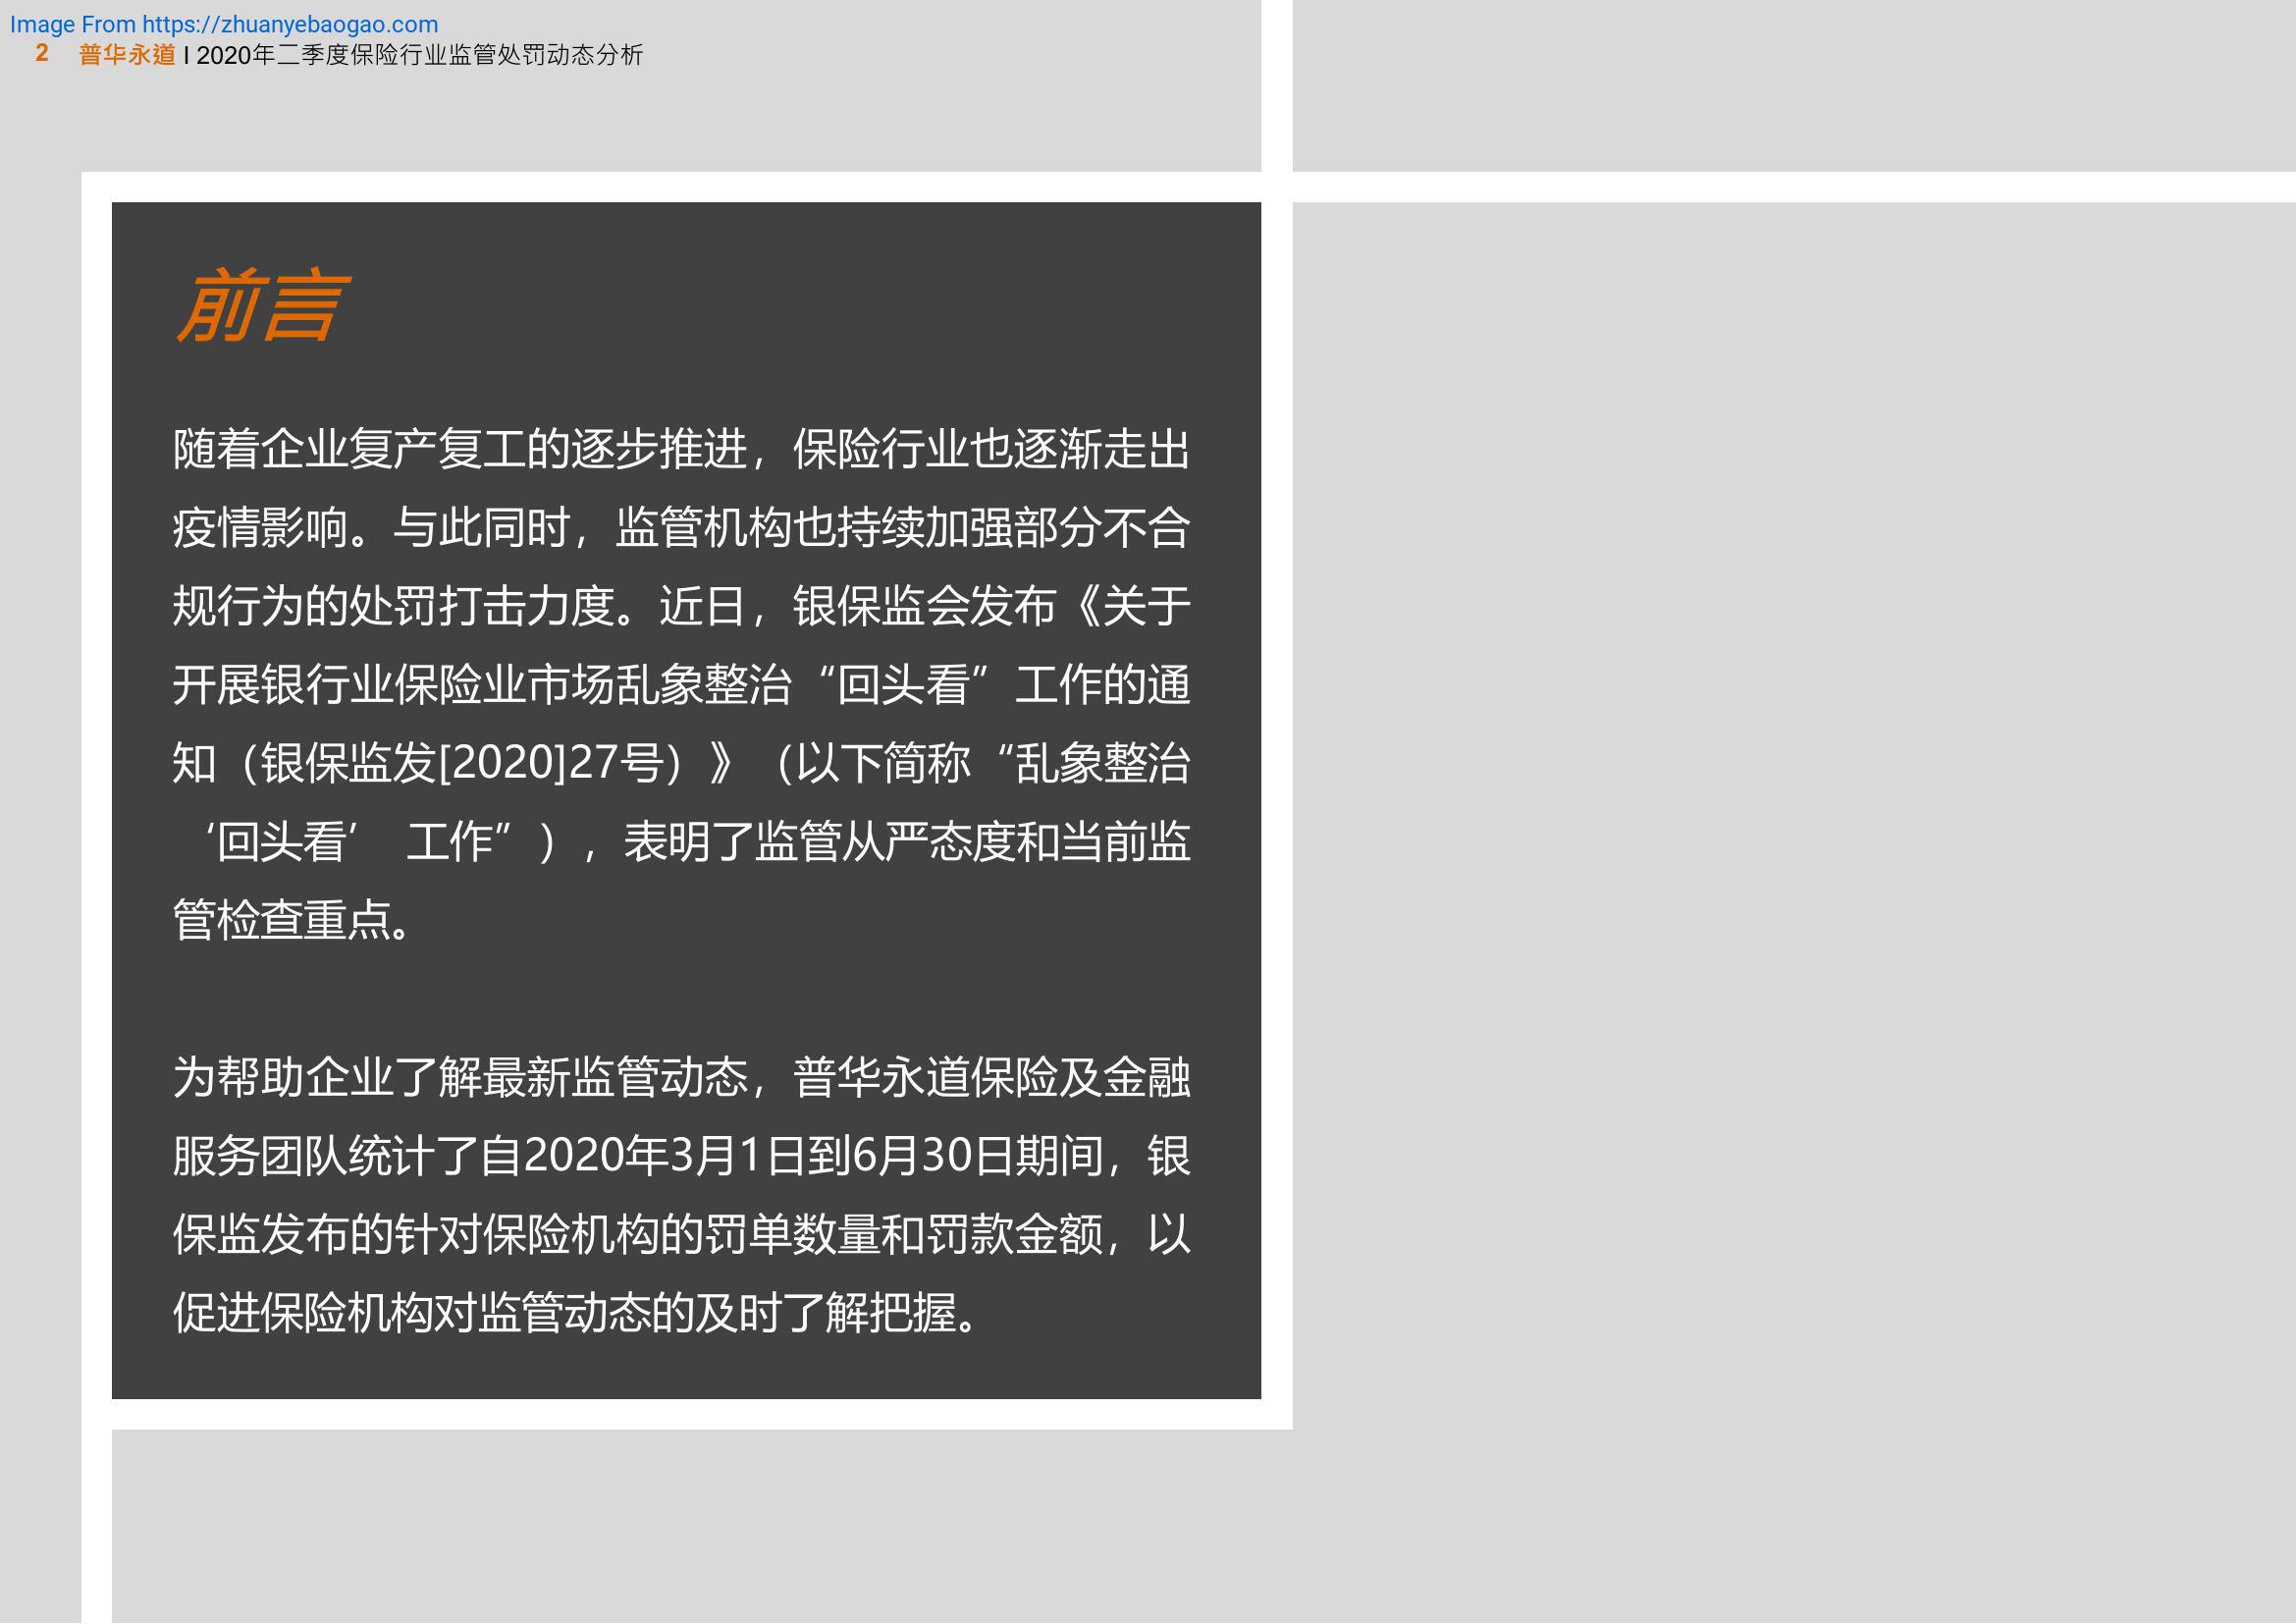 Image From https://zhuanyebaogao.com
2 普华永道 I 2020年二季度保险行业监管处罚动态分析
前言
随着企业复产复工的逐步推进，保险行业也逐渐走出
疫情影响。与此同时，监管机构也持续加强部分不合
规行为的处罚打击力度。近日，银保监会发布《关于
开展银行业保险业市场乱象整治“回头看”工作的通
知（银保监发[2020]27号）》（以下简称“乱象整治
‘回头看’ 工作”），表明了监管从严态度和当前监
管检查重点。
为帮助企业了解最新监管动态，普华永道保险及金融
服务团队统计了自2020年3月1日到6月30日期间，银
保监发布的针对保险机构的罚单数量和罚款金额，以
促进保险机构对监管动态的及时了解把握。